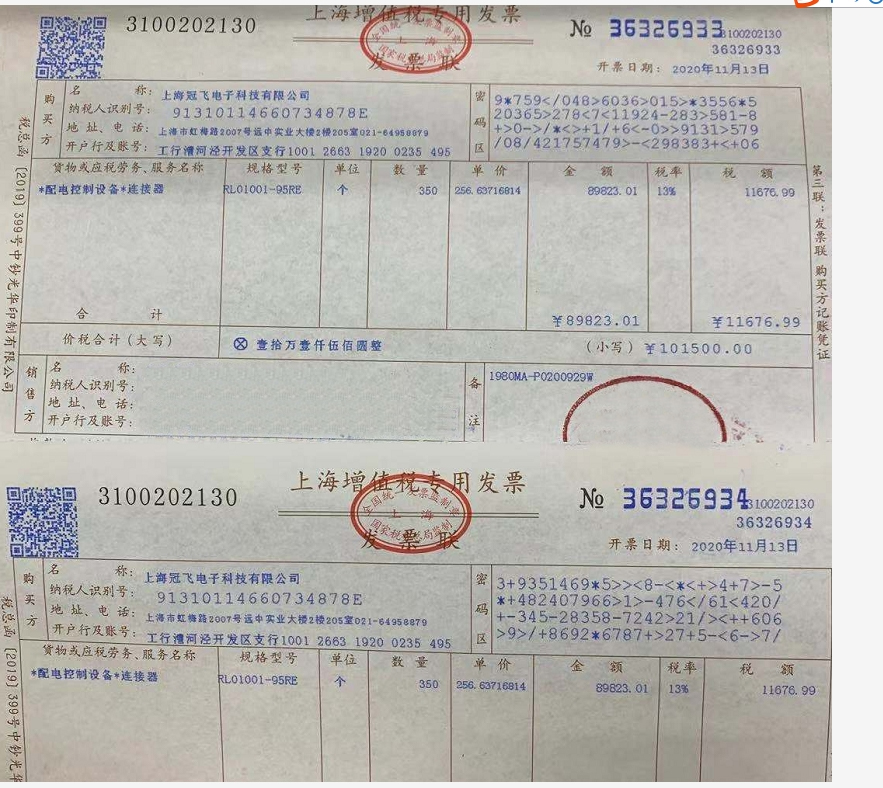 上海增值税专用发票
3100202130
№ 36326933
3100202130
36326933
全国统一发票监制章
上海
国家税务总局监制
发票联
开票日期: 2020年11月13日
购买方
名 称: 上海冠飞电子科技有限公司
纳税人识别号: 91310114660734878E
地 址、电 话: 上海市虹梅路2007号远中实业大楼2楼205室021-64958879
开户行及账号: 工行漕河泾开发区支行1001 2663 1920 0235 495
密码区
9*759</048>6036>015>*3556*5
20365>278<7<11924-283>581-8
+>0->/*<>+1/+6<-0>>9131>579
/08/421757479>-<298383+<+06
货物或应税劳务、服务名称 规格型号 单位 数 量 单 价 金 额 税率 税 额
*配电控制设备*连接器 RL01001-95RE 个 350 256.63716814 89823.01 13% 11676.99
合 计 ¥89823.01 ¥11676.99
价税合计(大写) ⊗ 壹拾万壹仟伍佰圆整 (小写) ¥101500.00
销售方
名 称:
纳税人识别号:
地 址、电 话:
开户行及账号:
备注
1980MA-P0200929W
税总函 [2019] 399号中钞光华印制有限公司
第三联:发票联 购买方记账凭证
上海增值税专用发票
3100202130
№ 36326934
3100202130
36326934
全国统一发票监制章
上海
国家税务总局监制
发票联
开票日期: 2020年11月13日
购买方
名 称: 上海冠飞电子科技有限公司
纳税人识别号: 91310114660734878E
地 址、电 话: 上海市虹梅路2007号远中实业大楼2楼205室021-64958879
开户行及账号: 工行漕河泾开发区支行1001 2663 1920 0235 495
密码区
3+9351469*5>><8-<*<+>4+7>-5
*+482407966>1>-476</61<420/
+-345-28358-7242>21/><++606
>9>/+8692*6787+>27+5-<6->7/
货物或应税劳务、服务名称 规格型号 单位 数 量 单 价 金 额 税率 税 额
*配电控制设备*连接器 RL01001-95RE 个 350 256.63716814 89823.01 13% 11676.99
税总函 [2019] 399号中钞光华